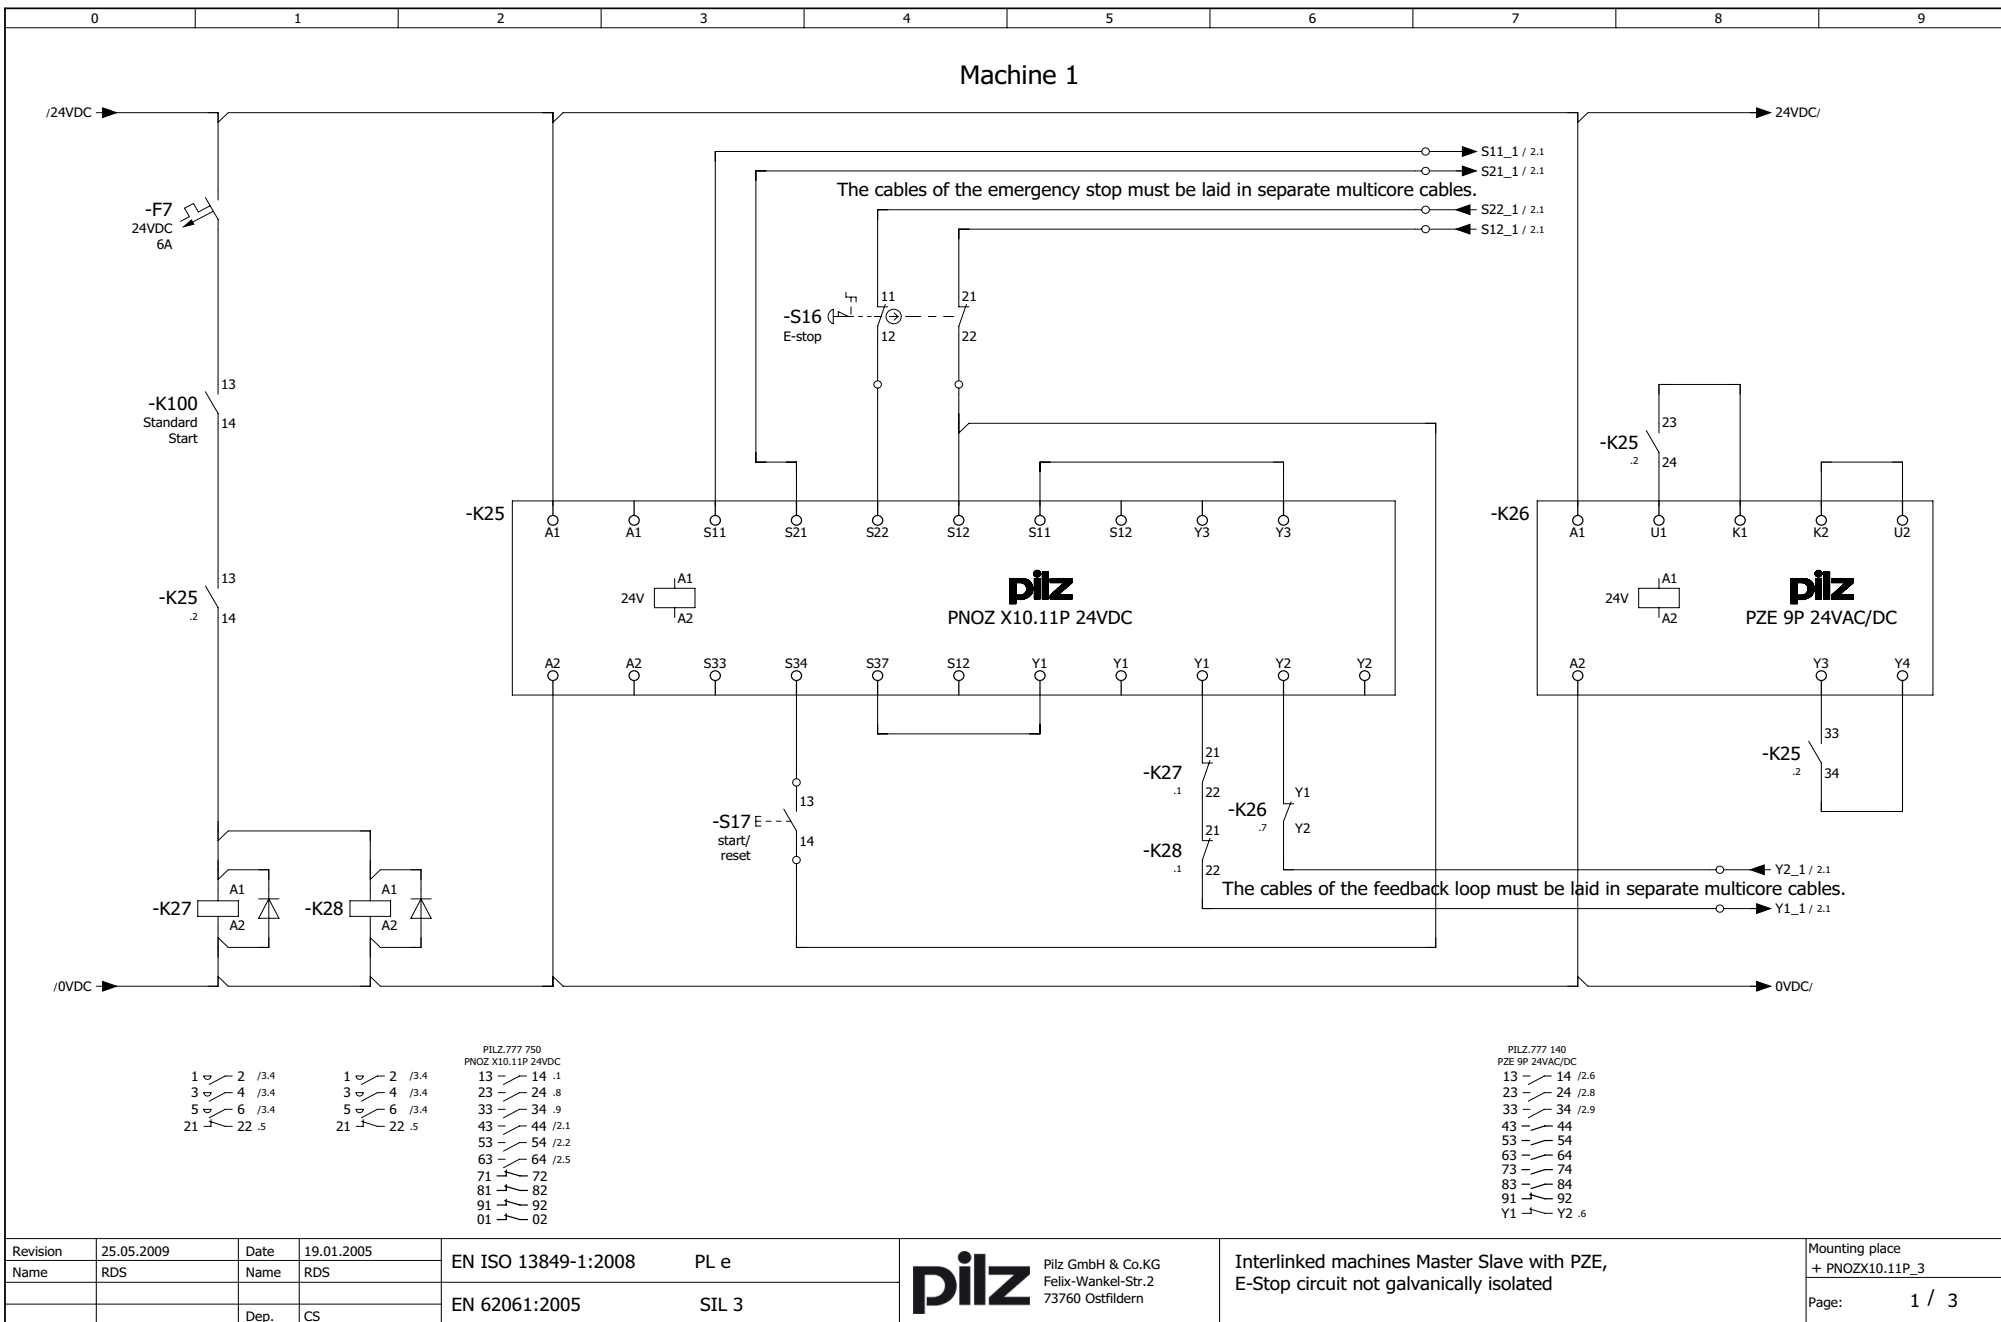 0 1 2 3 4 5 6 7 8 9
Machine 1
/24VDC
24VDC/
S11_1 / 2.1
S21_1 / 2.1
The cables of the emergency stop must be laid in separate multicore cables.
S22_1 / 2.1
S12_1 / 2.1
-F7
24VDC
6A
-S16
E-stop
11
12
21
22
-K100
Standard
Start
13
14
-K25
.2
23
24
-K25
A1 A1 S11 S21 S22 S12 S11 S12 Y3 Y3
24V
A1
A2
pilz
PNOZ X10.11P 24VDC
A2 A2 S33 S34 S37 S12 Y1 Y1 Y1 Y2 Y2
-K26
A1 U1 K1 K2 U2
24V
A1
A2
pilz
PZE 9P 24VAC/DC
A2 Y3 Y4
-K25
.2
13
14
-K25
.2
33
34
-K27
.1
21
22
-K26
.7
Y1
Y2
-S17
start/
reset
13
14
-K28
.1
21
22
Y2_1 / 2.1
The cables of the feedback loop must be laid in separate multicore cables.
Y1_1 / 2.1
-K27
A1
A2
-K28
A1
A2
/0VDC
0VDC/
1 2 /3.4
3 4 /3.4
5 6 /3.4
21 22 .5
1 2 /3.4
3 4 /3.4
5 6 /3.4
21 22 .5
PILZ.777 750
PNOZ X10.11P 24VDC
13 14 .1
23 24 .8
33 34 .9
43 44 /2.1
53 54 /2.2
63 64 /2.5
71 72
81 82
91 92
01 02
PILZ.777 140
PZE 9P 24VAC/DC
13 14 /2.6
23 24 /2.8
33 34 /2.9
43 44
53 54
63 64
73 74
83 84
91 92
Y1 Y2 .6
Revision 25.05.2009 Date 19.01.2005
Name RDS Name RDS
Dep. CS
EN ISO 13849-1:2008 PL e
EN 62061:2005 SIL 3
pilz
Pilz GmbH & Co.KG
Felix-Wankel-Str.2
73760 Ostfildern
Interlinked machines Master Slave with PZE,
E-Stop circuit not galvanically isolated
Mounting place
+ PNOZX10.11P_3
Page: 1 / 3